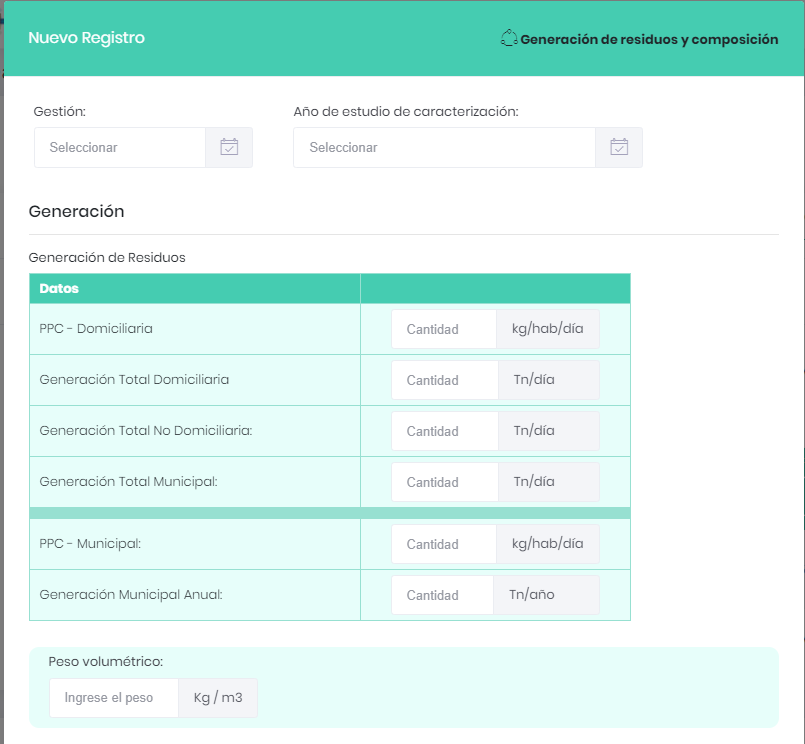 Nuevo Registro
Generación de residuos y composición
Gestión:
Año de estudio de caracterización:
Seleccionar
Seleccionar
Generación
Generación de Residuos
Datos
PPC - Domiciliaria
Cantidad
kg/hab/día
Generación Total Domiciliaria
Cantidad
Tn/día
Generación Total No Domiciliaria:
Cantidad
Tn/día
Generación Total Municipal:
Cantidad
Tn/día
PPC - Municipal:
Cantidad
kg/hab/día
Generación Municipal Anual:
Cantidad
Tn/año
Peso volumétrico:
Ingrese el peso
Kg / m3